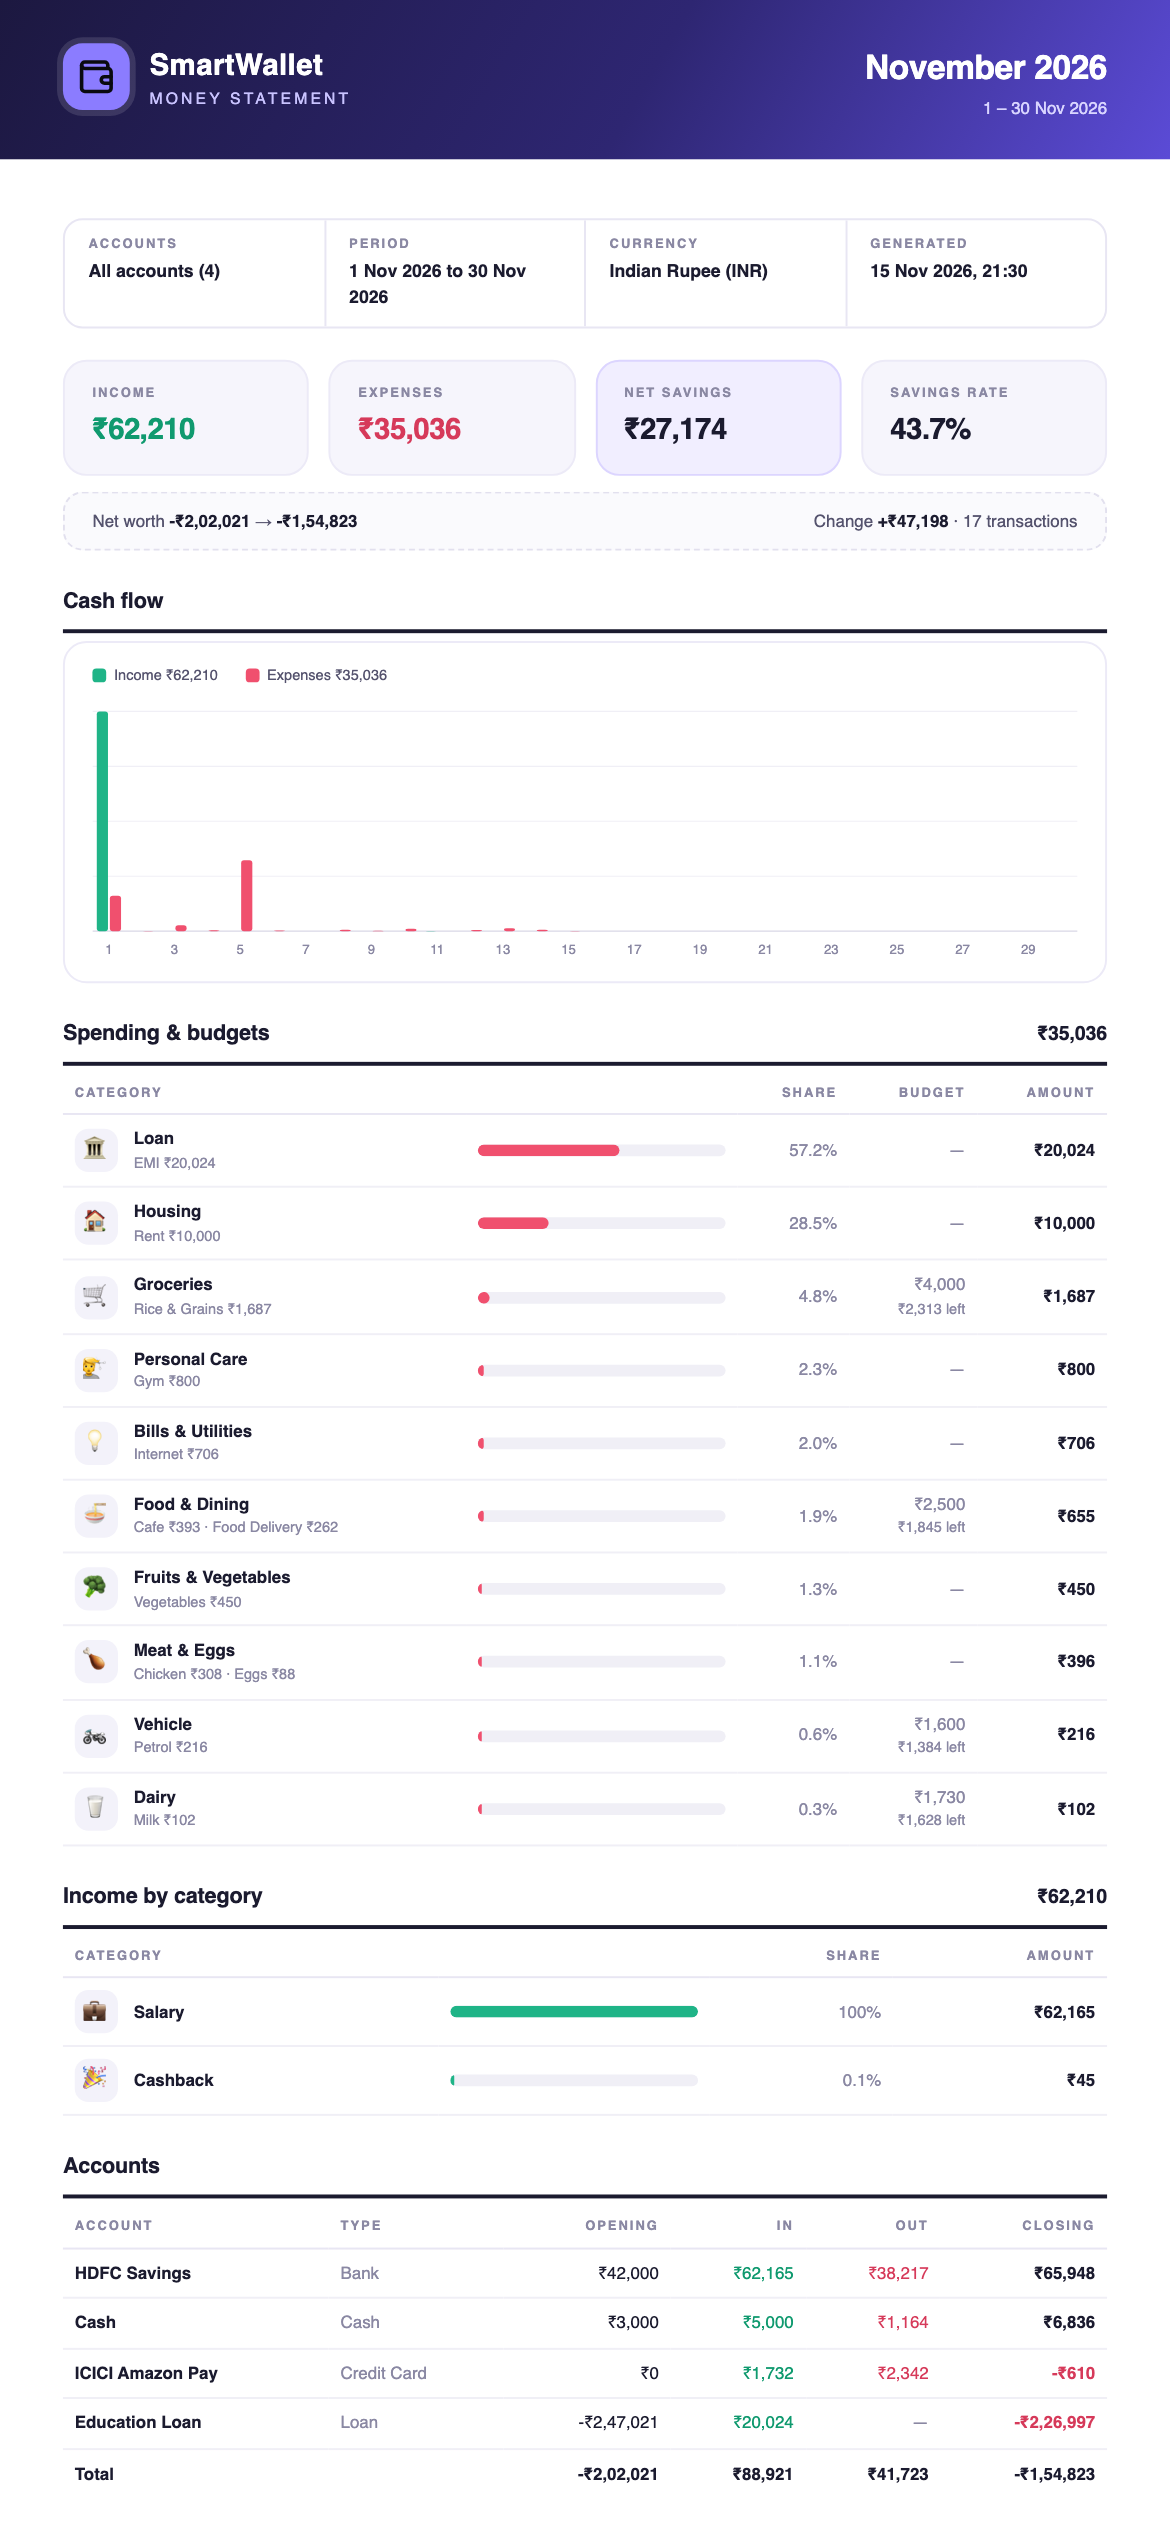 SmartWallet
MONEY STATEMENT
November 2026
1 – 30 Nov 2026
ACCOUNTS
All accounts (4)
PERIOD
1 Nov 2026 to 30 Nov
2026
CURRENCY
Indian Rupee (INR)
GENERATED
15 Nov 2026, 21:30
INCOME
₹62,210
EXPENSES
₹35,036
NET SAVINGS
₹27,174
SAVINGS RATE
43.7%
Net worth -₹2,02,021 → -₹1,54,823
Change +₹47,198 · 17 transactions
Cash flow
Income ₹62,210 Expenses ₹35,036
1 3 5 7 9 11 13 15 17 19 21 23 25 27 29
Spending & budgets ₹35,036
CATEGORY SHARE BUDGET AMOUNT
Loan
EMI ₹20,024
57.2% — ₹20,024
Housing
Rent ₹10,000
28.5% — ₹10,000
Groceries
Rice & Grains ₹1,687
4.8% ₹4,000 ₹1,687
₹2,313 left
Personal Care
Gym ₹800
2.3% — ₹800
Bills & Utilities
Internet ₹706
2.0% — ₹706
Food & Dining
Cafe ₹393 · Food Delivery ₹262
1.9% ₹2,500 ₹655
₹1,845 left
Fruits & Vegetables
Vegetables ₹450
1.3% — ₹450
Meat & Eggs
Chicken ₹308 · Eggs ₹88
1.1% — ₹396
Vehicle
Petrol ₹216
0.6% ₹1,600 ₹216
₹1,384 left
Dairy
Milk ₹102
0.3% ₹1,730 ₹102
₹1,628 left
Income by category ₹62,210
CATEGORY SHARE AMOUNT
Salary 100% ₹62,165
Cashback 0.1% ₹45
Accounts
ACCOUNT TYPE OPENING IN OUT CLOSING
HDFC Savings Bank ₹42,000 ₹62,165 ₹38,217 ₹65,948
Cash Cash ₹3,000 ₹5,000 ₹1,164 ₹6,836
ICICI Amazon Pay Credit Card ₹0 ₹1,732 ₹2,342 -₹610
Education Loan Loan -₹2,47,021 ₹20,024 — -₹2,26,997
Total -₹2,02,021 ₹88,921 ₹41,723 -₹1,54,823